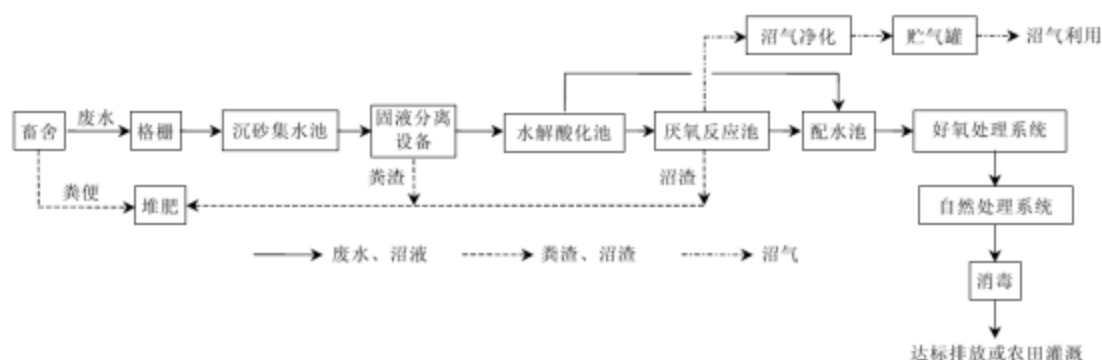 沼气净化
贮气罐
沼气利用
畜舍
废水
格栅
沉砂集水池
固液分离
设备
水解酸化池
厌氧反应池
配水池
好氧处理系统
粪便
堆肥
粪渣
沼渣
自然处理系统
废水、沼液
粪渣、沼渣
沼气
消毒
达标排放或农田灌溉